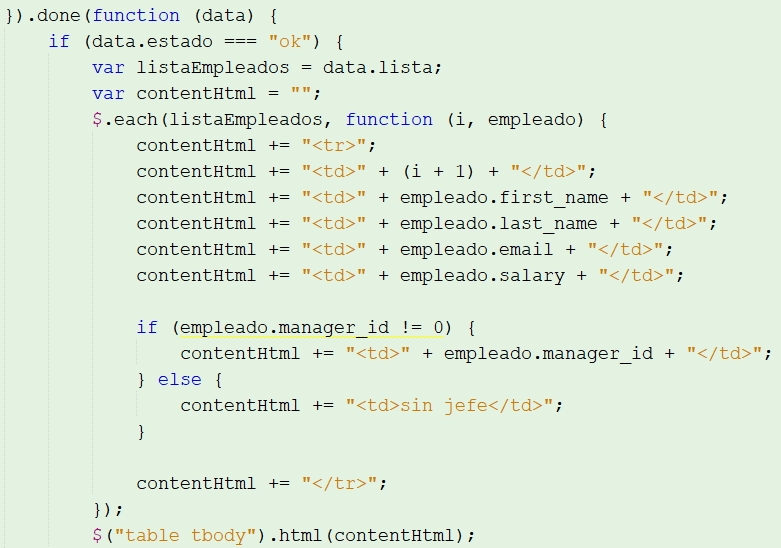 }).done(function (data) {
if (data.estado === "ok") {
var listaEmpleados = data.lista;
var contentHtml = "";
$.each(listaEmpleados, function (i, empleado) {
contentHtml += "<tr>";
contentHtml += "<td>" + (i + 1) + "</td>";
contentHtml += "<td>" + empleado.first_name + "</td>";
contentHtml += "<td>" + empleado.last_name + "</td>";
contentHtml += "<td>" + empleado.email + "</td>";
contentHtml += "<td>" + empleado.salary + "</td>";
if (empleado.manager_id != 0) {
contentHtml += "<td>" + empleado.manager_id + "</td>";
} else {
contentHtml += "<td>sin jefe</td>";
}
contentHtml += "</tr>";
});
$("table tbody").html(contentHtml);